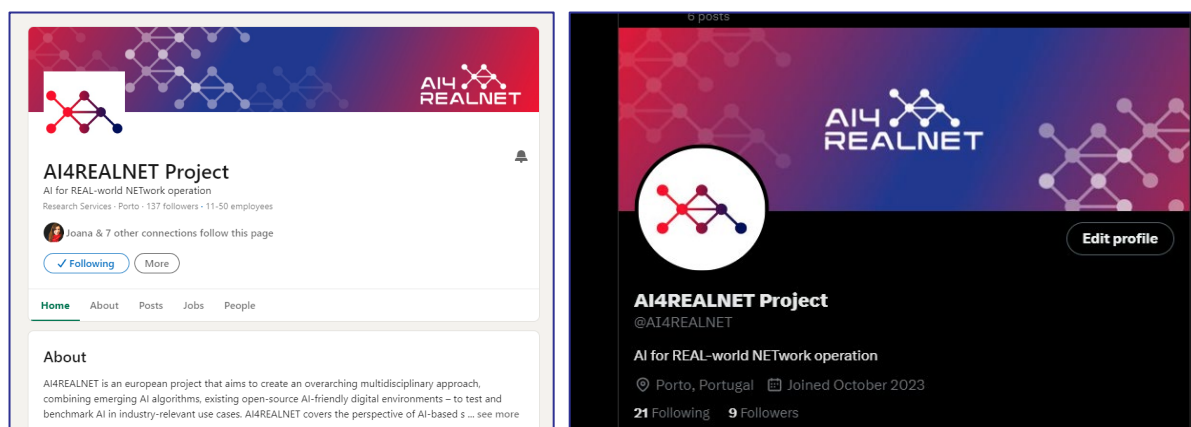 AI4
REALNET
AI4REALNET Project
AI for REAL-world NETwork operation
Research Services · Porto · 137 followers · 11-50 employees
Joana & 7 other connections follow this page
✓ Following More
Home About Posts Jobs People
About
AI4REALNET is an european project that aims to create an overarching multidisciplinary approach,
combining emerging AI algorithms, existing open-source AI-friendly digital environments – to test and
benchmark AI in industry-relevant use cases. AI4REALNET covers the perspective of AI-based s ... see more
6 posts
AI4
REALNET
Edit profile
AI4REALNET Project
@AI4REALNET
AI for REAL-world NETwork operation
Porto, Portugal Joined October 2023
21 Following 9 Followers